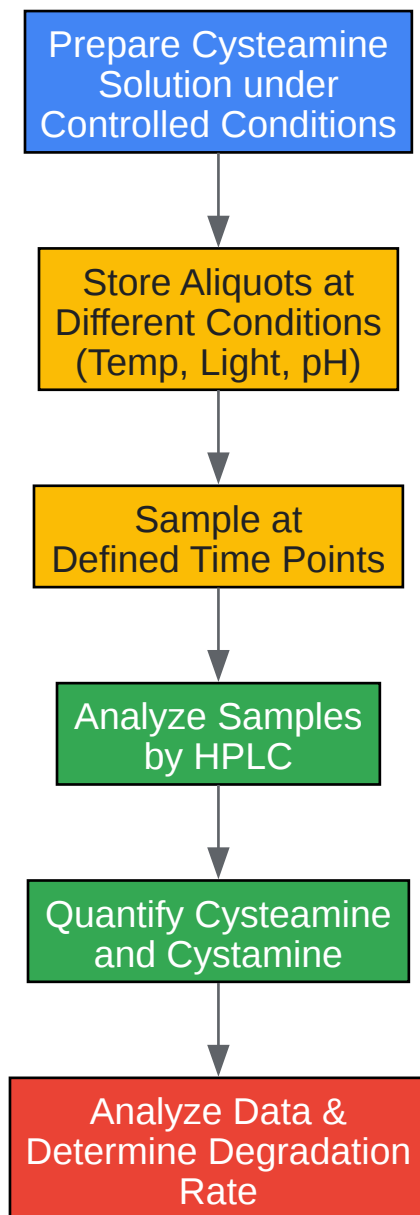 Prepare Cysteamine
Solution under
Controlled Conditions
Store Aliquots at
Different Conditions
(Temp, Light, pH)
Sample at
Defined Time Points
Analyze Samples
by HPLC
Quantify Cysteamine
and Cystamine
Analyze Data &
Determine Degradation
Rate